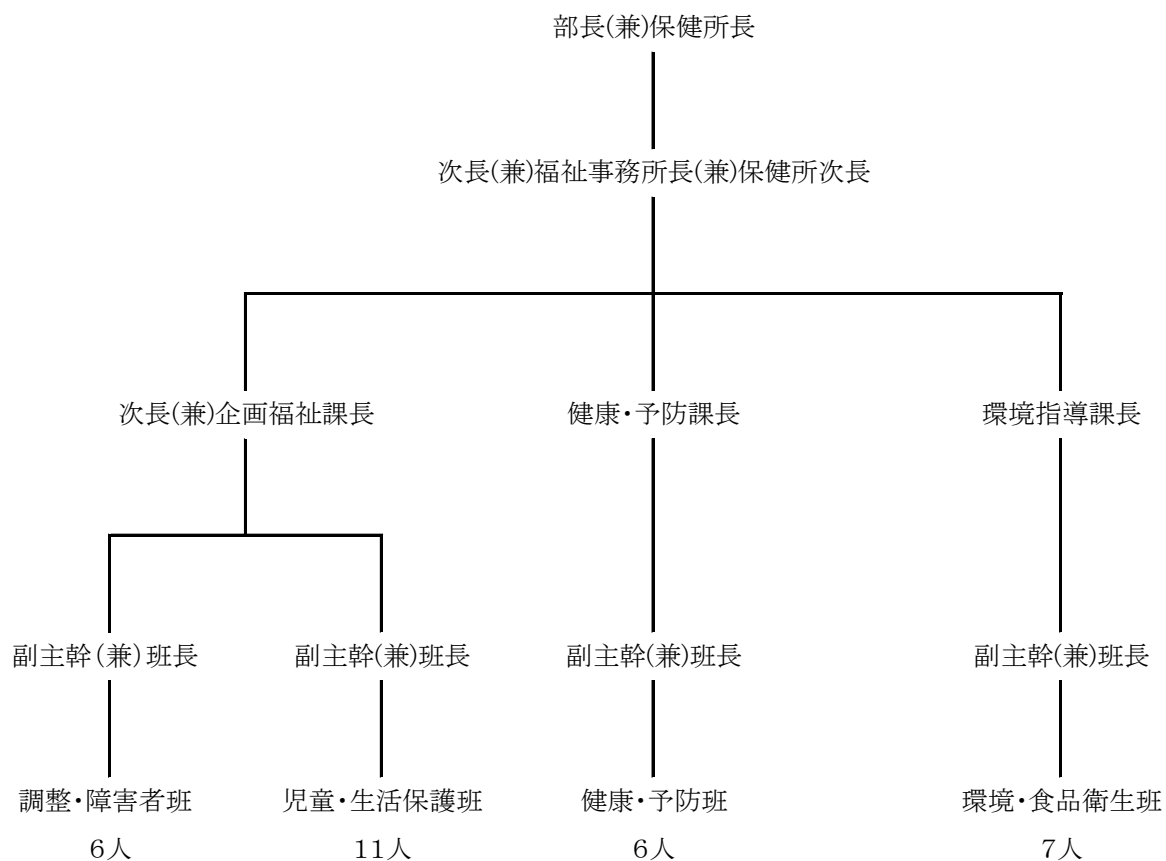 部長(兼)保健所長
次長(兼)福祉事務所長(兼)保健所次長
次長(兼)企画福祉課長
健康・予防課長
環境指導課長
副主幹(兼)班長
副主幹(兼)班長
副主幹(兼)班長
副主幹(兼)班長
調整・障害者班
児童・生活保護班
健康・予防班
環境・食品衛生班
6人
11人
6人
7人